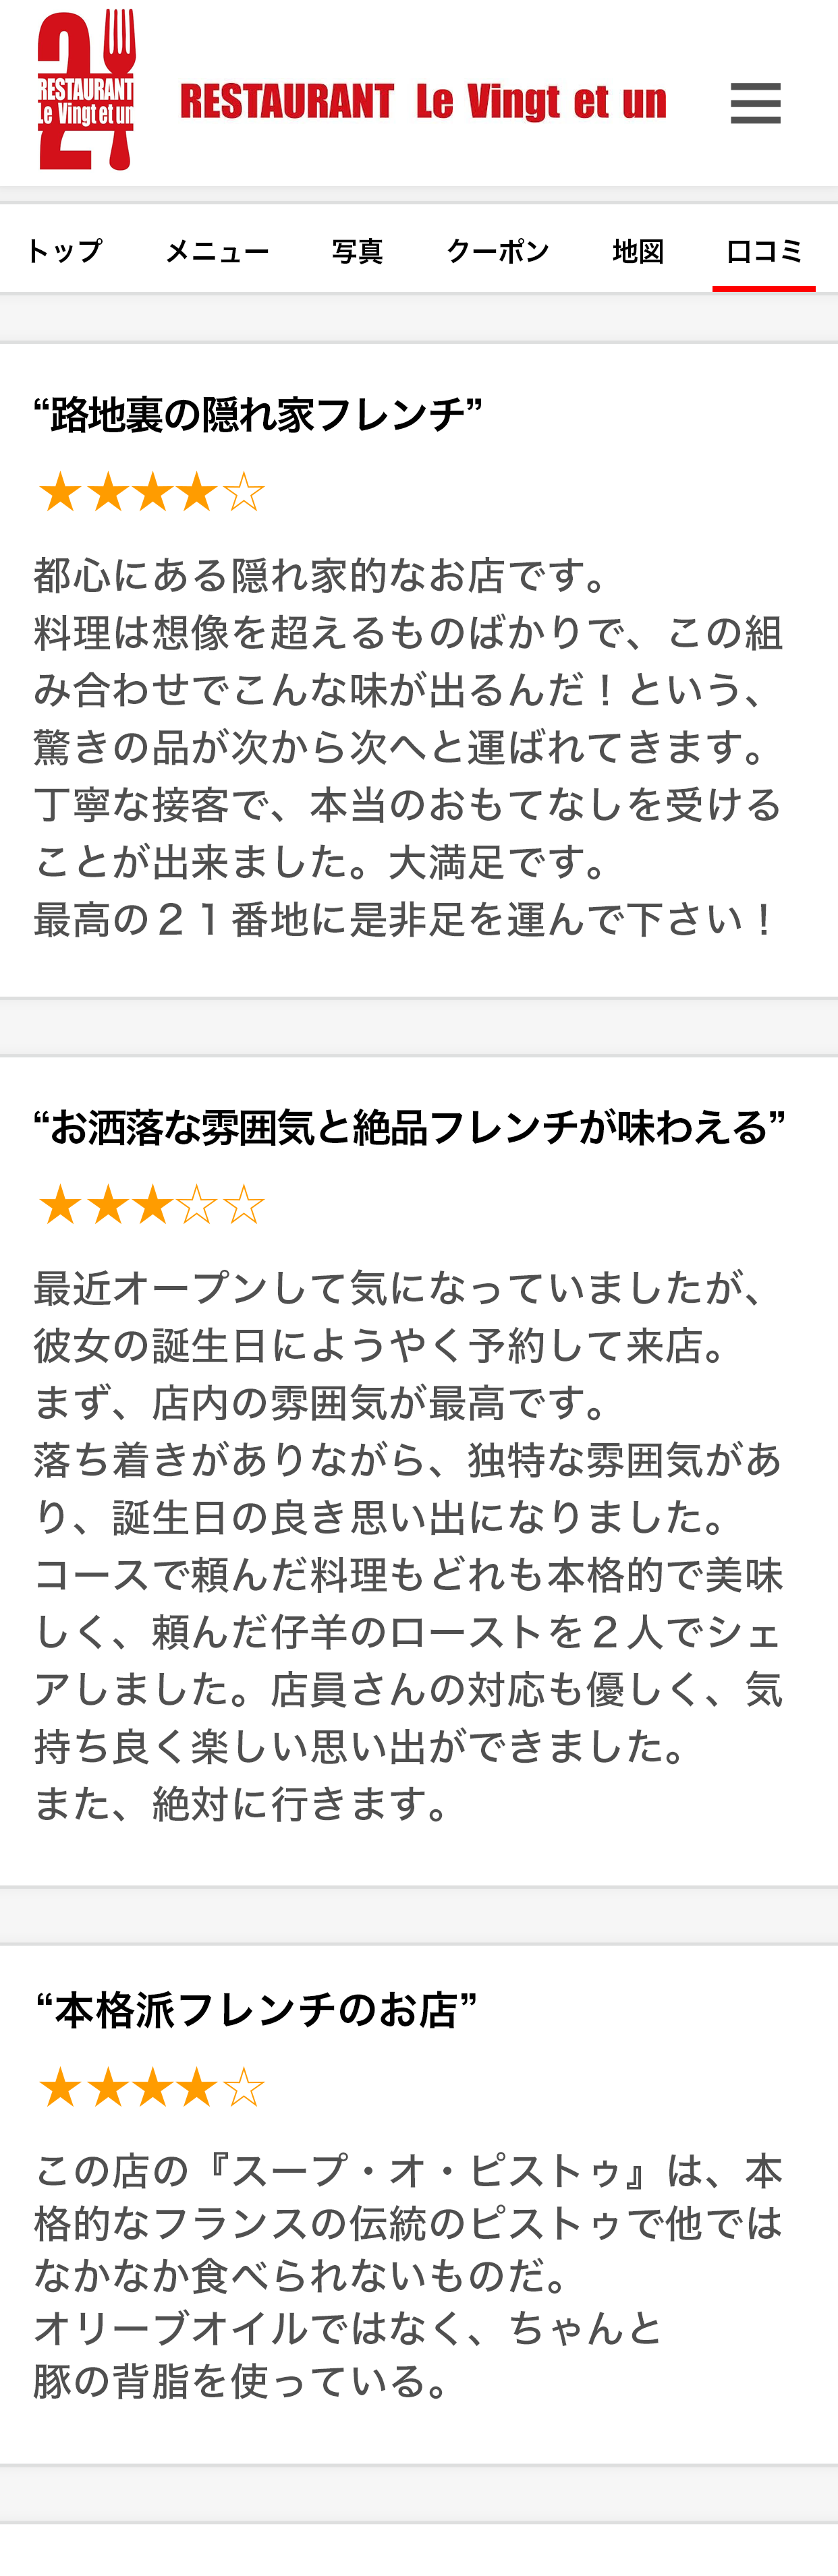 2
RESTAURANT
Le Vingt et un
RESTAURANT Le Vingt et un
トップ メニュー 写真 クーポン 地図 口コミ
“路地裏の隠れ家フレンチ”
★★★★☆
都心にある隠れ家的なお店です。
料理は想像を超えるものばかりで、この組
み合わせでこんな味が出るんだ！という、
驚きの品が次から次へと運ばれてきます。
丁寧な接客で、本当のおもてなしを受ける
ことが出来ました。大満足です。
最高の２１番地に是非足を運んで下さい！
“お洒落な雰囲気と絶品フレンチが味わえる”
★★★☆☆
最近オープンして気になっていましたが、
彼女の誕生日にようやく予約して来店。
まず、店内の雰囲気が最高です。
落ち着きがありながら、独特な雰囲気があ
り、誕生日の良き思い出になりました。
コースで頼んだ料理もどれも本格的で美味
しく、頼んだ仔羊のローストを２人でシェ
アしました。店員さんの対応も優しく、気
持ち良く楽しい思い出ができました。
また、絶対に行きます。
“本格派フレンチのお店”
★★★★☆
この店の『スープ・オ・ピストゥ』は、本
格的なフランスの伝統のピストゥで他では
なかなか食べられないものだ。
オリーブオイルではなく、ちゃんと
豚の背脂を使っている。